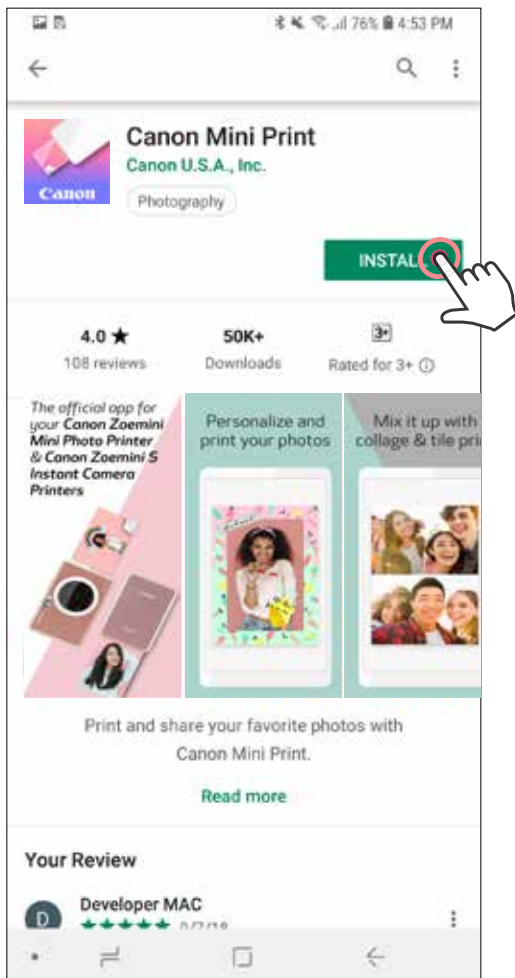 76% 4:53 PM
Canon Mini Print
Canon U.S.A., Inc.
Canon
Photography
INSTAL
4.0 ★
108 reviews
50K+
Downloads
3+
Rated for 3+
The official app for
your Canon Zoemini
Mini Photo Printer
& Canon Zoemini S
Instant Camera
Printers
Personalize and
print your photos
Mix it up with
collage & tile pri
Print and share your favorite photos with
Canon Mini Print.
Read more
Your Review
D
Developer MAC